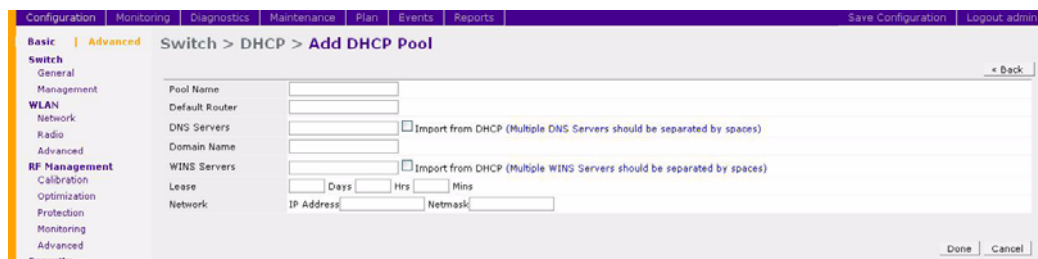 Configuration Monitoring Diagnostics Maintenance Plan Events Reports Save Configuration Logout admin
Basic | Advanced
Switch > DHCP > Add DHCP Pool
Switch
General
Management
WLAN
Network
Radio
Advanced
RF Management
Calibration
Optimization
Protection
Monitoring
Advanced
< Back
Pool Name
Default Router
DNS Servers Import from DHCP (Multiple DNS Servers should be separated by spaces)
Domain Name
WINS Servers Import from DHCP (Multiple WINS Servers should be separated by spaces)
Lease Days Hrs Mins
Network IP Address Netmask
Done Cancel